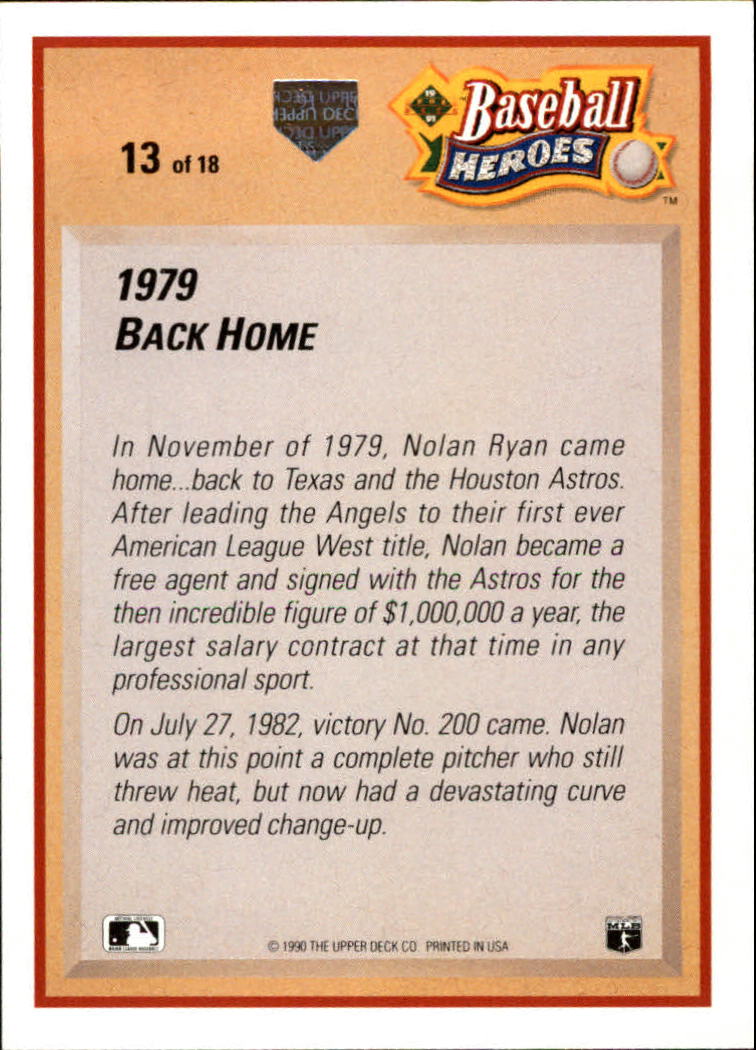 13 of 18
19
91
Baseball
HEROES
TM
1979
BACK HOME
In November of 1979, Nolan Ryan came
home...back to Texas and the Houston Astros.
After leading the Angels to their first ever
American League West title, Nolan became a
free agent and signed with the Astros for the
then incredible figure of $1,000,000 a year, the
largest salary contract at that time in any
professional sport.
On July 27, 1982, victory No. 200 came. Nolan
was at this point a complete pitcher who still
threw heat, but now had a devastating curve
and improved change-up.
© 1990 THE UPPER DECK CO. PRINTED IN USA
MLB